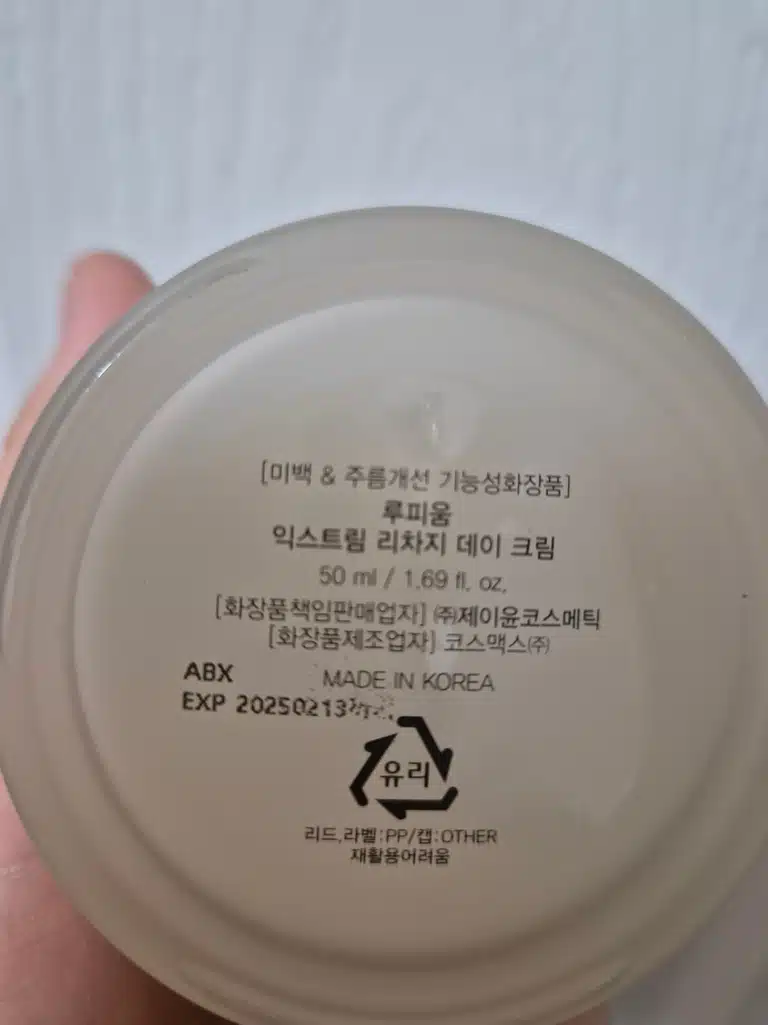 [미백 & 주름개선 기능성화장품]
루피움
익스트림 리차지 데이 크림
50 ml / 1.69 fl. oz.
[화장품책임판매업자] ㈜제이윤코스메틱
[화장품제조업자] 코스맥스㈜
ABX MADE IN KOREA
EXP 20250213
유리
리드,라벨:PP/캡:OTHER
재활용어려움